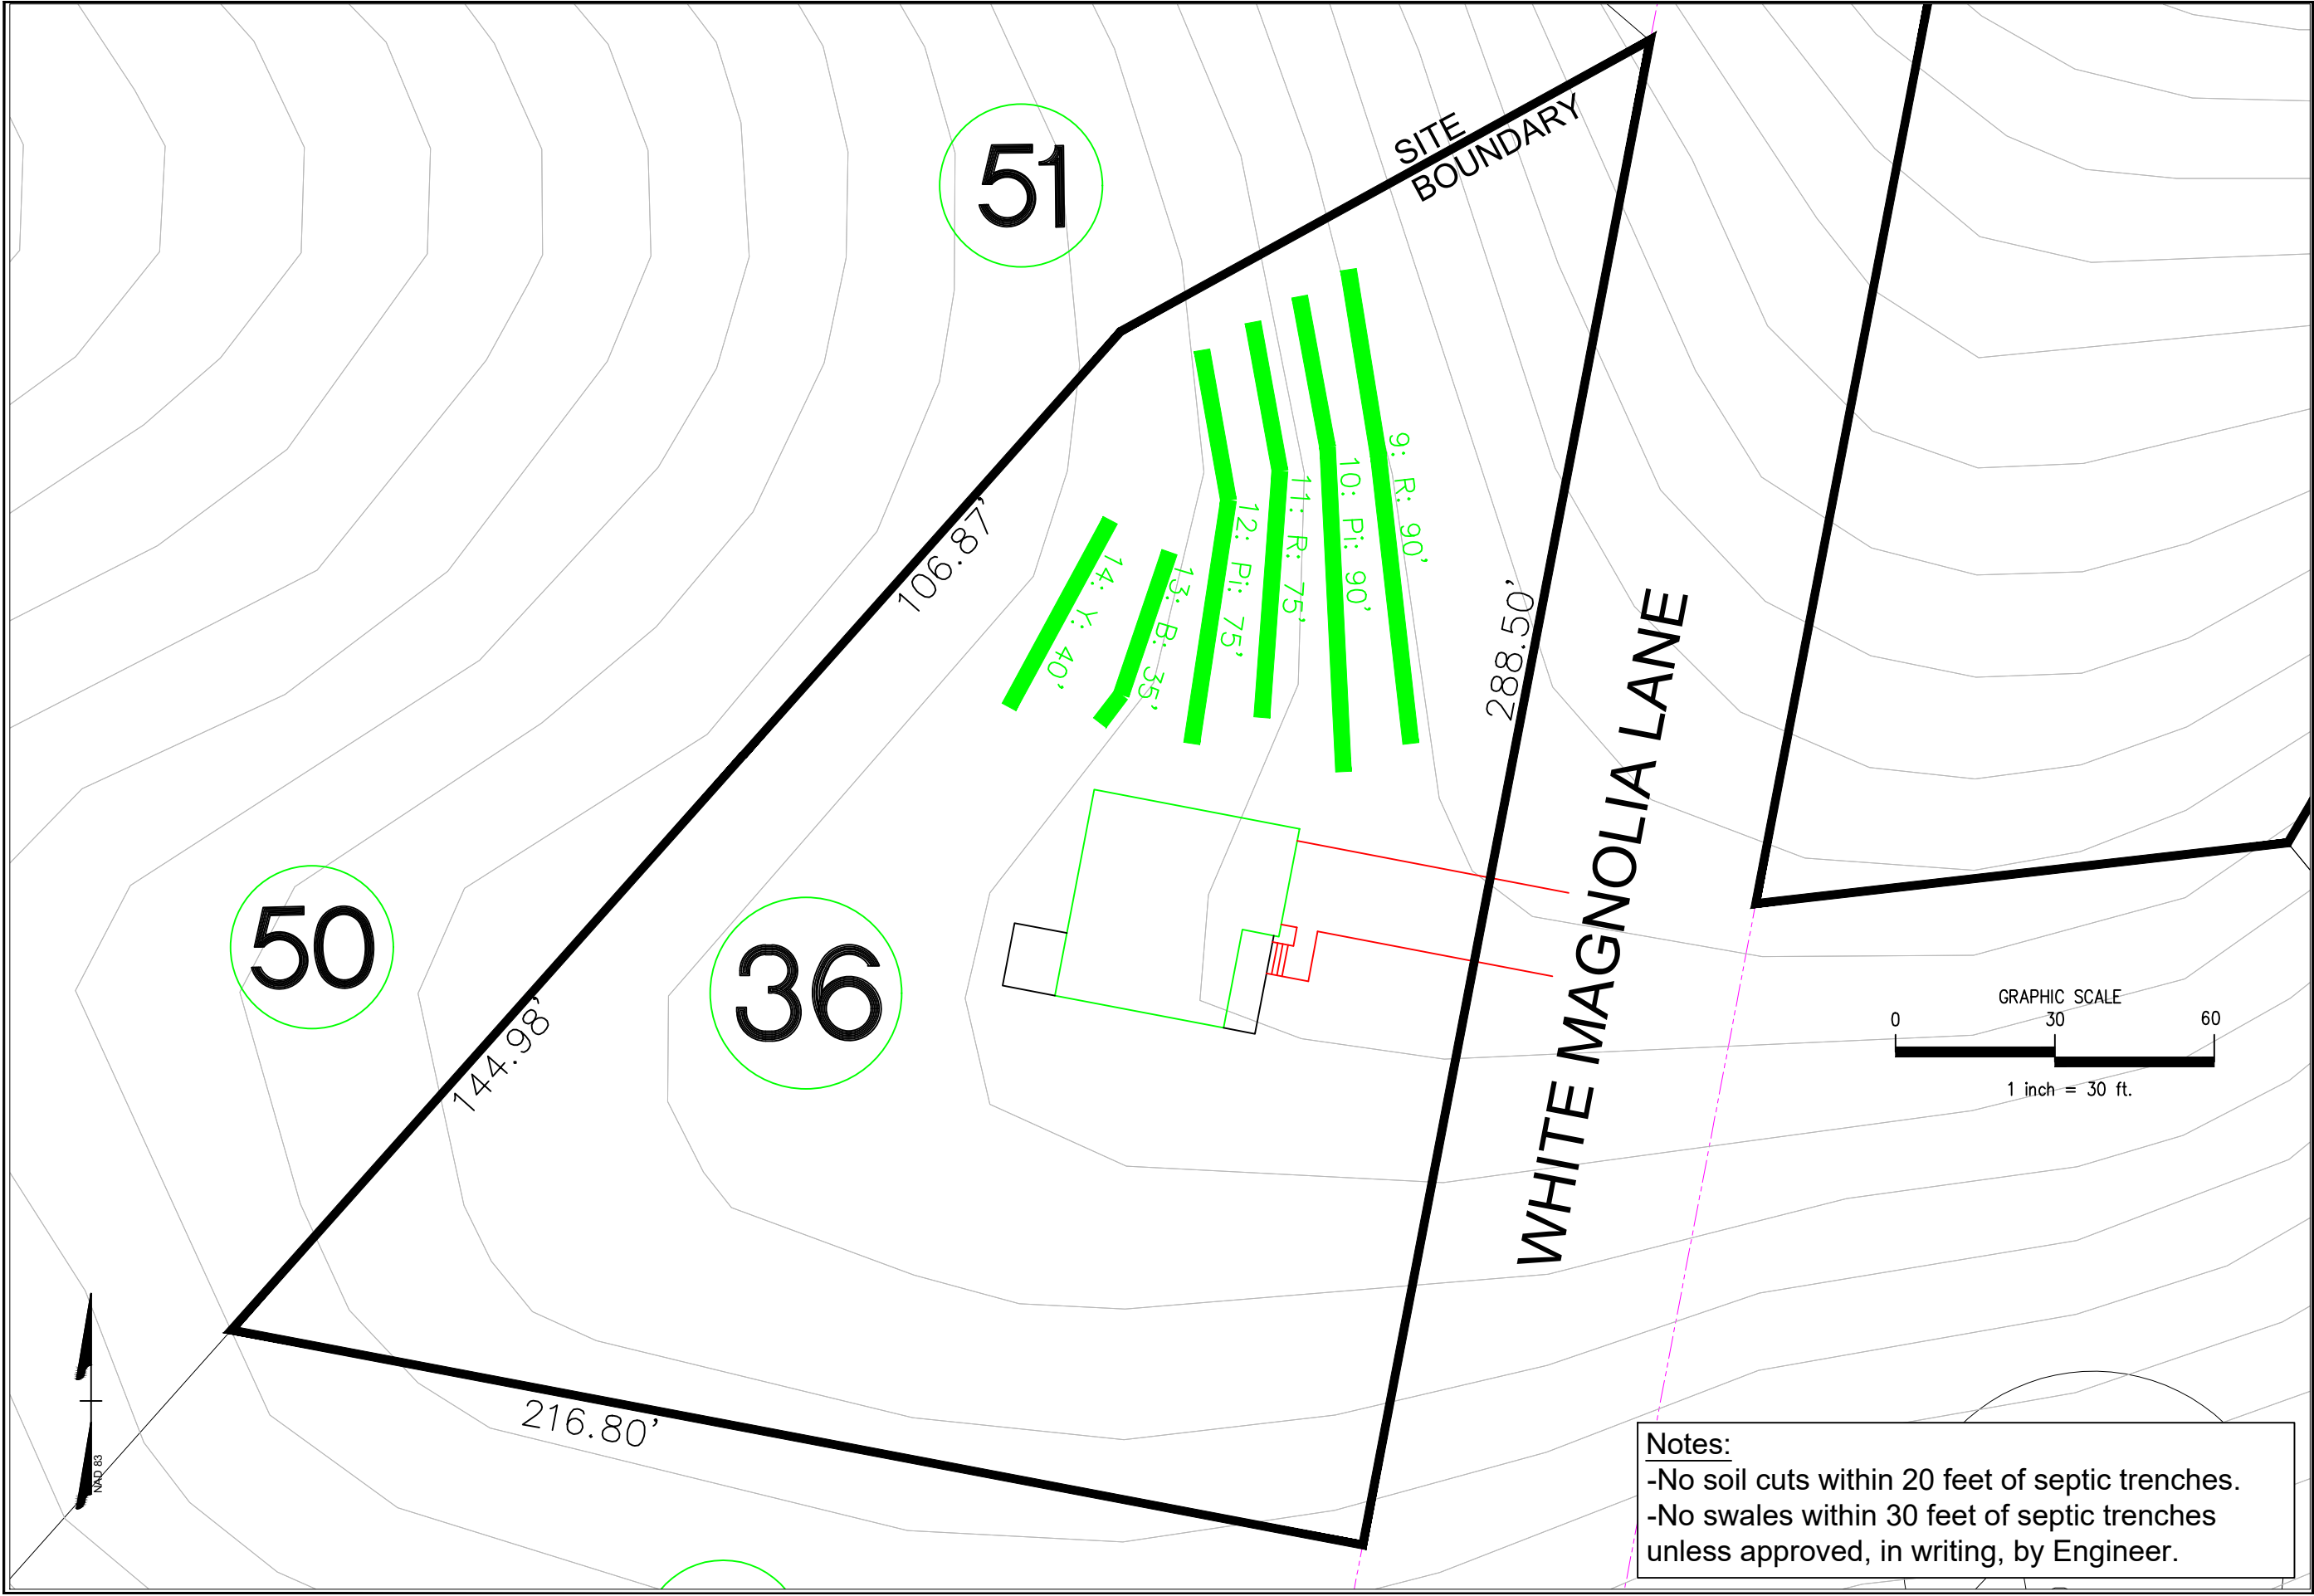 51
SITE
BOUNDARY
106.87'
14: Y: 40'
13: B: 35'
12: Pi: 75'
11: R: 75'
10: Pi: 90'
9: R: 90'
288.50'
WHITE MAGNOLIA LANE
50
144.98'
36
GRAPHIC SCALE
0 30 60
1 inch = 30 ft.
216.80'
NAD 83
Notes:
-No soil cuts within 20 feet of septic trenches.
-No swales within 30 feet of septic trenches
unless approved, in writing, by Engineer.